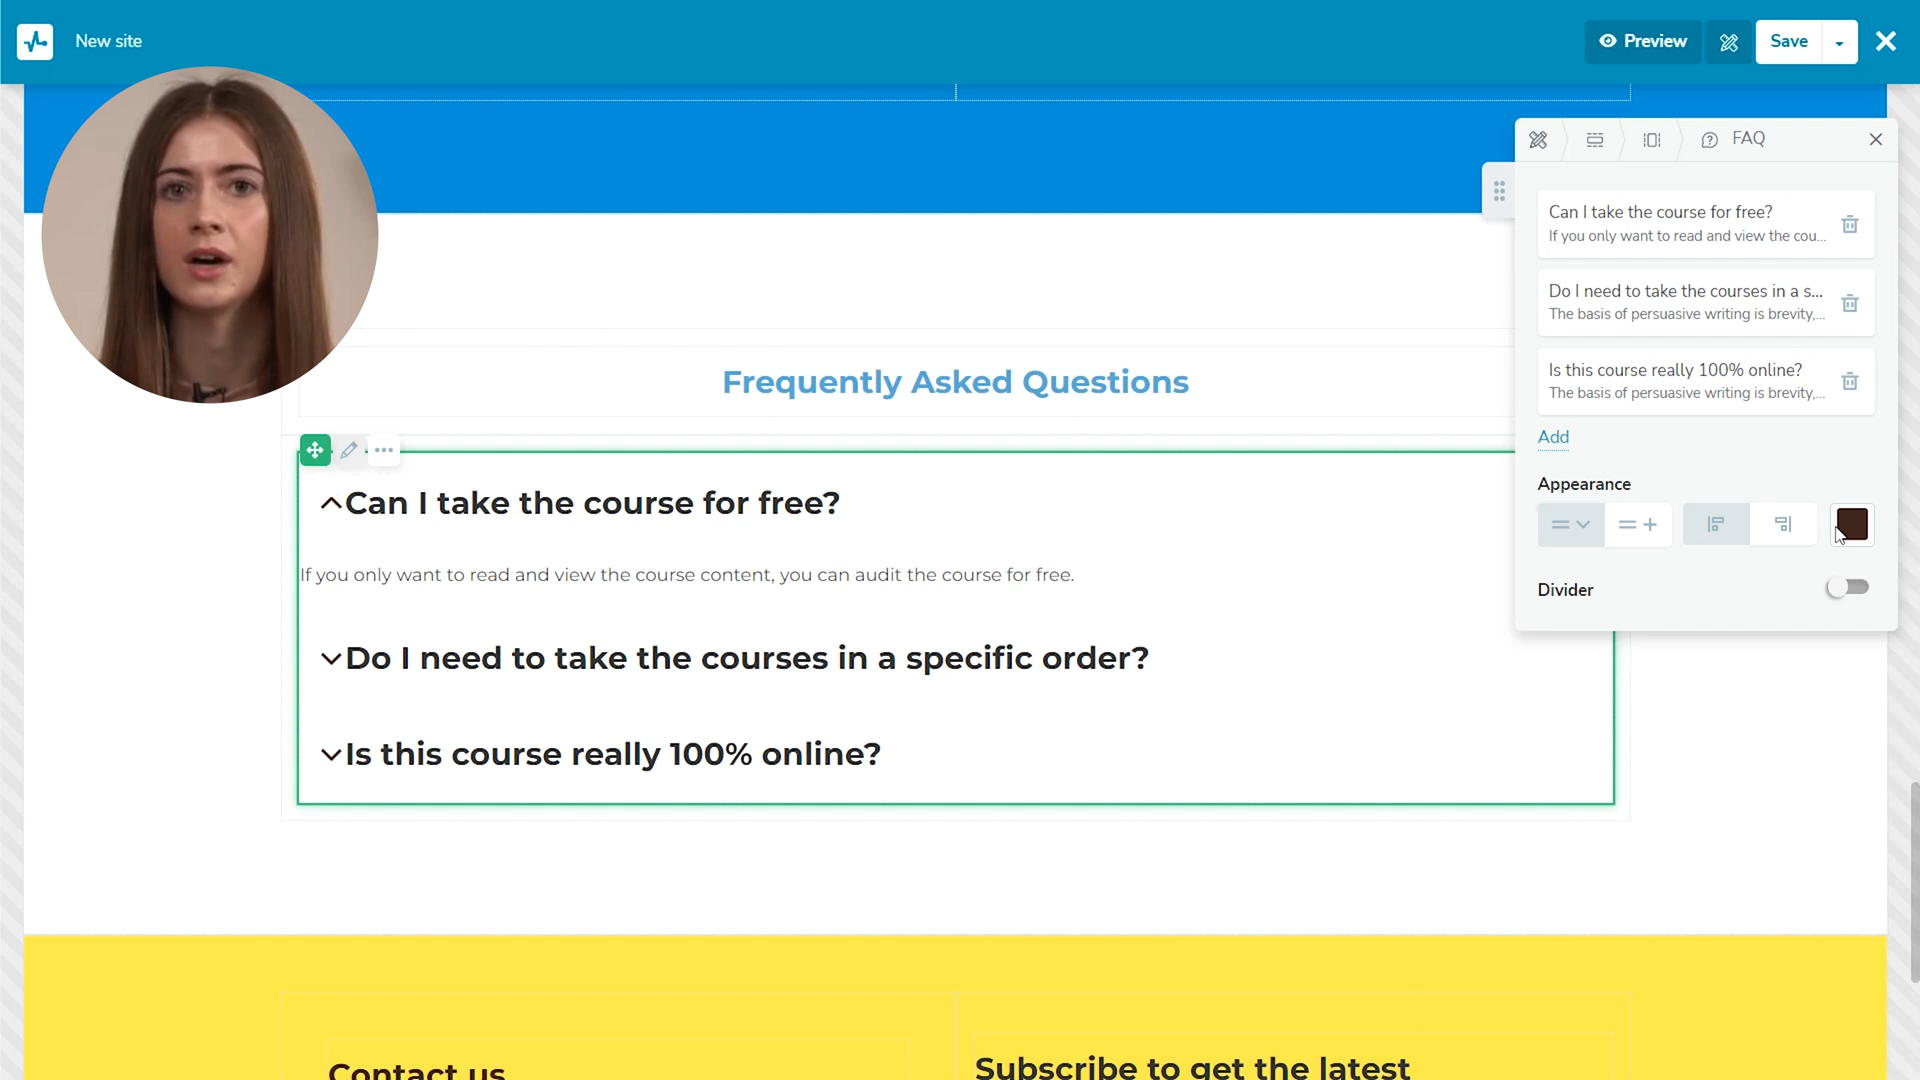 New site
Preview
Save
FAQ
Can I take the course for free?
If you only want to read and view the cou...
Do I need to take the courses in a s...
The basis of persuasive writing is brevity,...
Is this course really 100% online?
The basis of persuasive writing is brevity,...
Add
Appearance
Divider
Frequently Asked Questions
Can I take the course for free?
If you only want to read and view the course content, you can audit the course for free.
Do I need to take the courses in a specific order?
Is this course really 100% online?
Contact us
Subscribe to get the latest